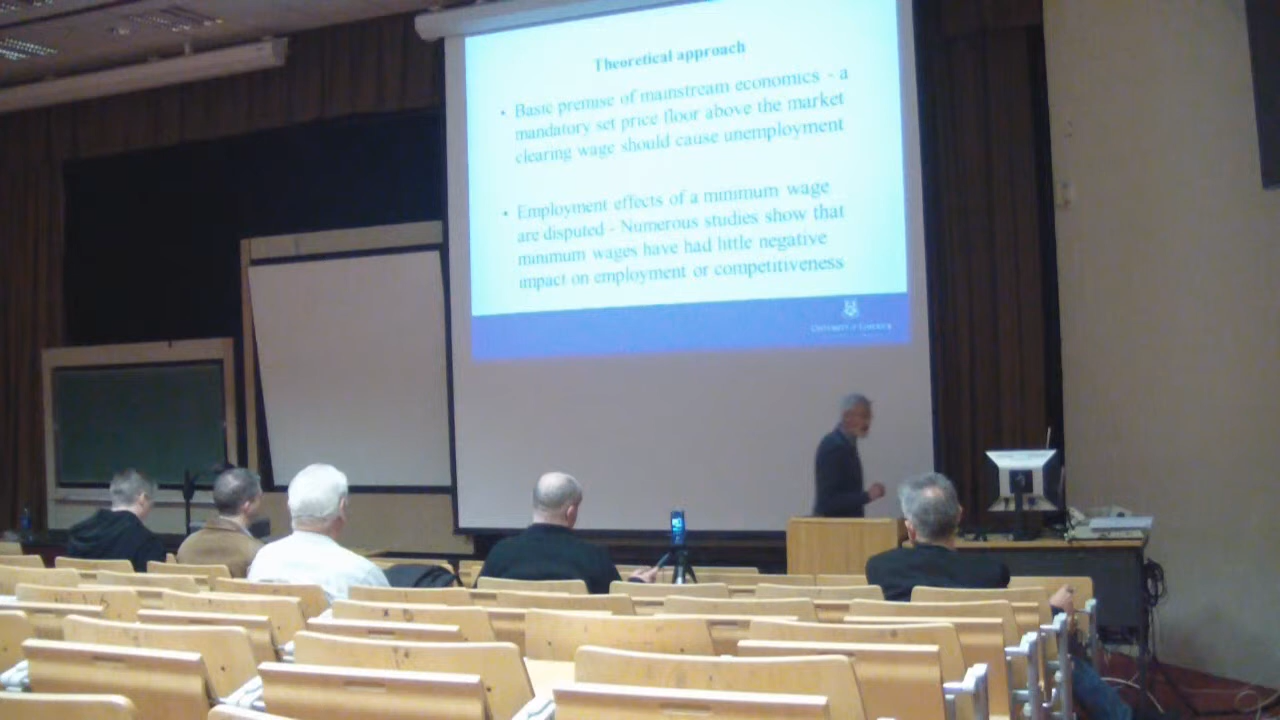 Theoretical approach
• Basic premise of mainstream economics - a
mandatory set price floor above the market
clearing wage should cause unemployment
• Employment effects of a minimum wage
are disputed - Numerous studies show that
minimum wages have had little negative
impact on employment or competitiveness
University of